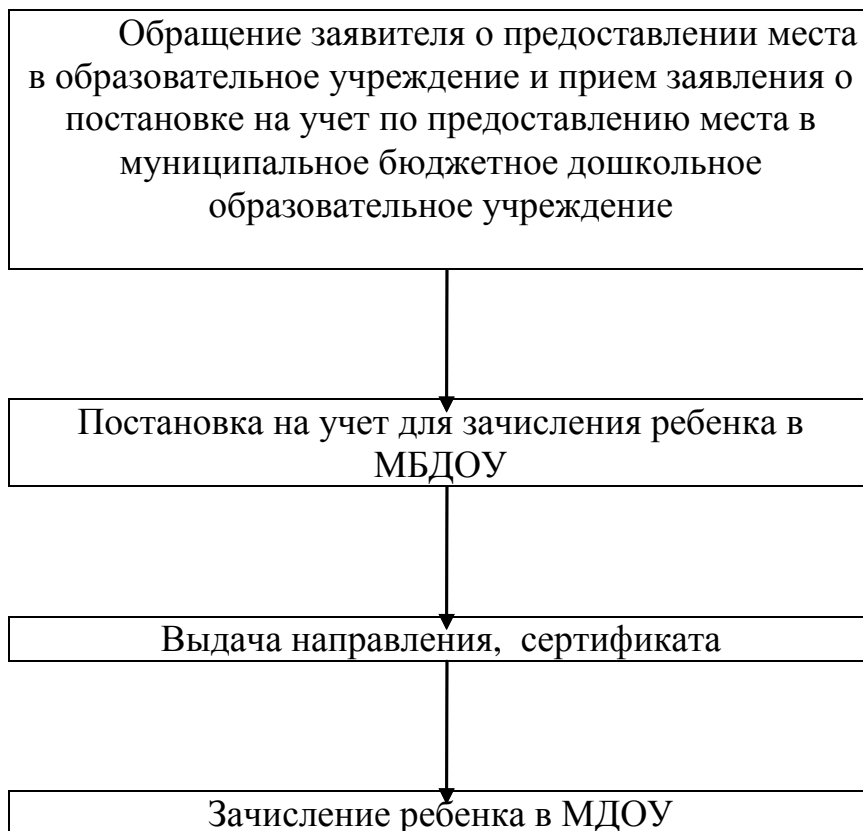 Обращение заявителя о предоставлении места
в образовательное учреждение и прием заявления о
постановке на учет по предоставлению места в
муниципальное бюджетное дошкольное
образовательное учреждение
Постановка на учет для зачисления ребенка в
МБДОУ
Выдача направления, сертификата
Зачисление ребенка в МДОУ